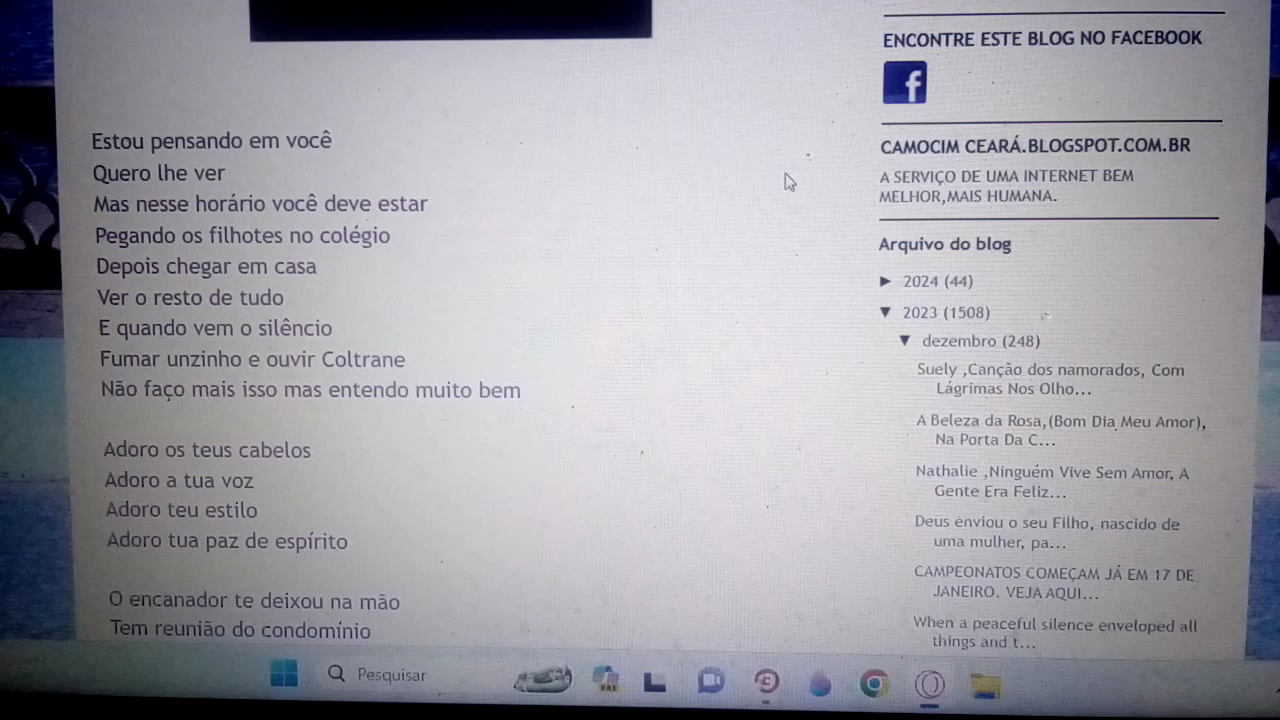 Estou pensando em você
Quero lhe ver
Mas nesse horário você deve estar
Pegando os filhotes no colégio
Depois chegar em casa
Ver o resto de tudo
E quando vem o silêncio
Fumar unzinho e ouvir Coltrane
Não faço mais isso mas entendo muito bem
Adoro os teus cabelos
Adoro a tua voz
Adoro teu estilo
Adoro tua paz de espírito
O encanador te deixou na mão
Tem reunião do condomínio
ENCONTRE ESTE BLOG NO FACEBOOK
f
CAMOCIM CEARÁ.BLOGSPOT.COM.BR
A SERVIÇO DE UMA INTERNET BEM
MELHOR,MAIS HUMANA.
Arquivo do blog
► 2024 (44)
▼ 2023 (1508)
▼ dezembro (248)
Suely ,Canção dos namorados, Com
Lágrimas Nos Olho...
A Beleza da Rosa,(Bom Dia Meu Amor),
Na Porta Da C...
Nathalie ,Ninguém Vive Sem Amor, A
Gente Era Feliz...
Deus enviou o seu Filho, nascido de
uma mulher, pa...
CAMPEONATOS COMEÇAM JÁ EM 17 DE
JANEIRO. VEJA AQUI...
When a peaceful silence enveloped all
things and t...
Pesquisar